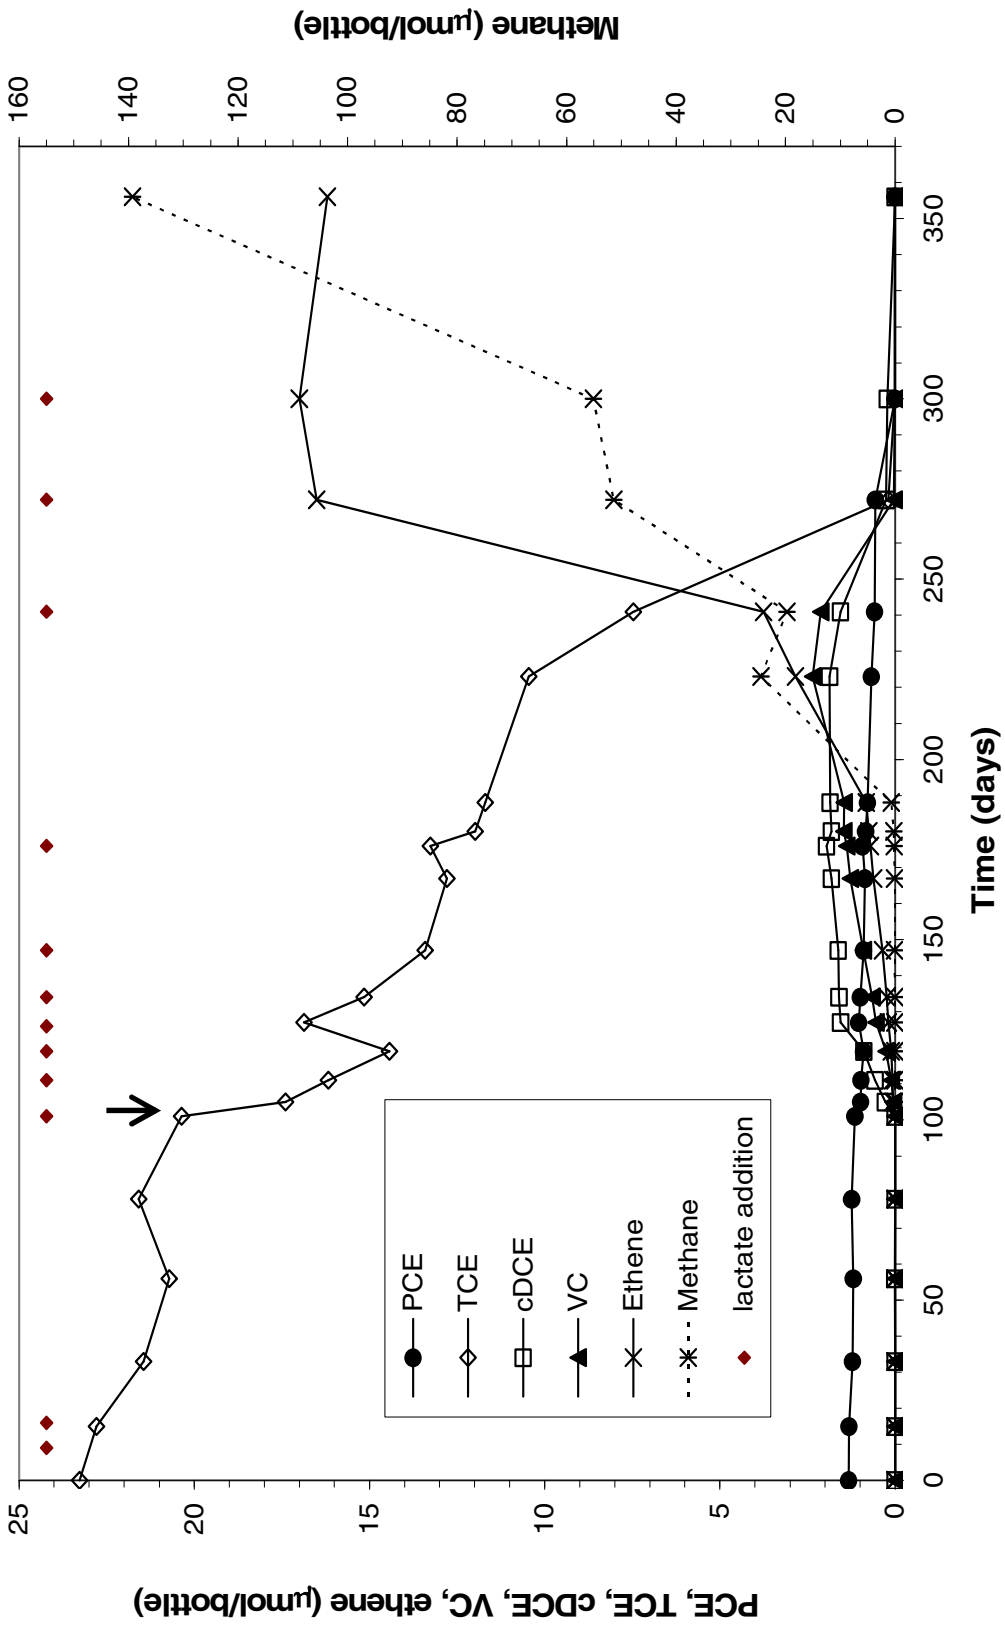 Methane (μmol/bottle)
160
140
120
100
80
60
40
20
0
PCE, TCE, cDCE, VC, ethene (μmol/bottle)
25
20
15
10
5
0
PCE
TCE
cDCE
VC
Ethene
Methane
lactate addition
0
50
100
150
200
250
300
350
Time (days)